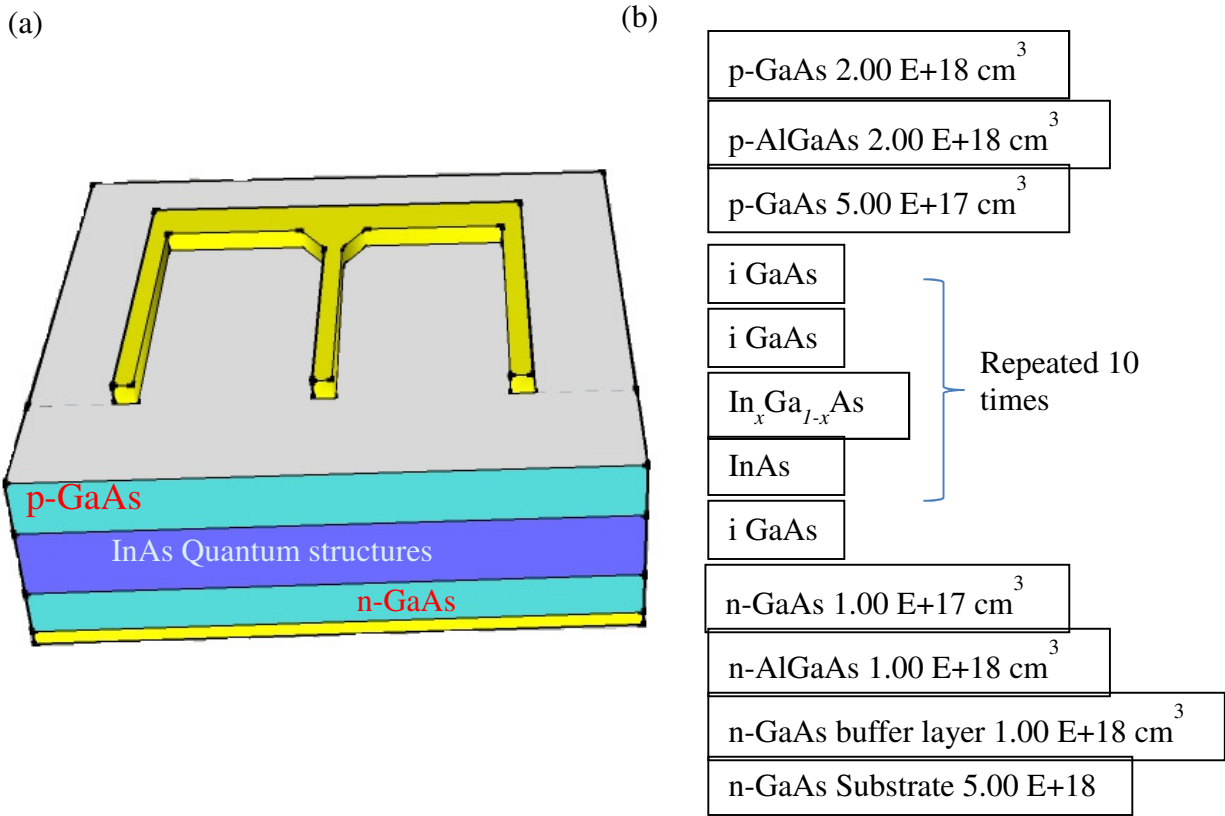 (a)
p-GaAs
InAs Quantum structures
n-GaAs
(b)
p-GaAs 2.00 E+18 cm³
p-AlGaAs 2.00 E+18 cm³
p-GaAs 5.00 E+17 cm³
i GaAs
i GaAs
InₓGa₁₋ₓAs
InAs
i GaAs
Repeated 10
times
n-GaAs 1.00 E+17 cm³
n-AlGaAs 1.00 E+18 cm³
n-GaAs buffer layer 1.00 E+18 cm³
n-GaAs Substrate 5.00 E+18